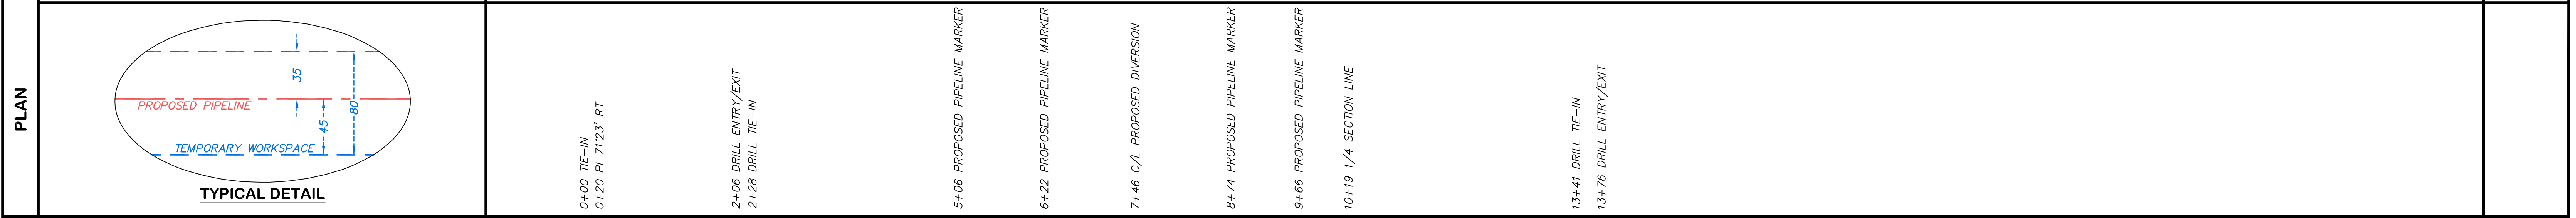 PLAN
35
PROPOSED PIPELINE
45
80
TEMPORARY WORKSPACE
TYPICAL DETAIL
0+00 TIE-IN
0+20 PI 71°23' RT
2+06 DRILL ENTRY/EXIT
2+28 DRILL TIE-IN
5+06 PROPOSED PIPELINE MARKER
6+22 PROPOSED PIPELINE MARKER
7+46 C/L PROPOSED DIVERSION
8+74 PROPOSED PIPELINE MARKER
9+66 PROPOSED PIPELINE MARKER
10+19 1/4 SECTION LINE
13+41 DRILL TIE-IN
13+76 DRILL ENTRY/EXIT